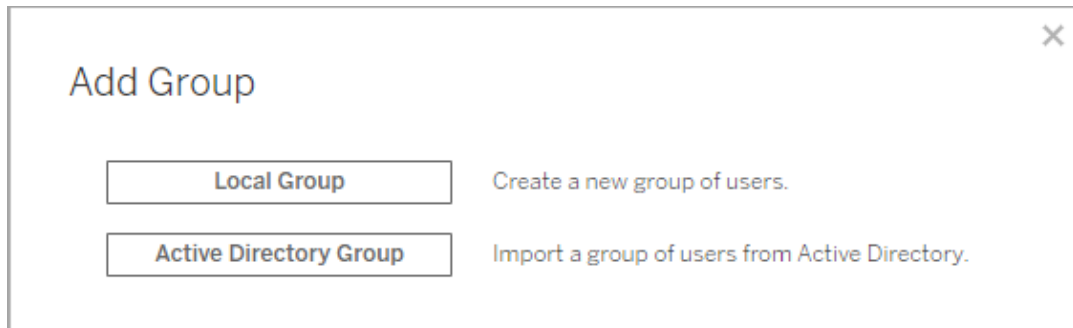 Add Group
Local Group Create a new group of users.
Active Directory Group Import a group of users from Active Directory.